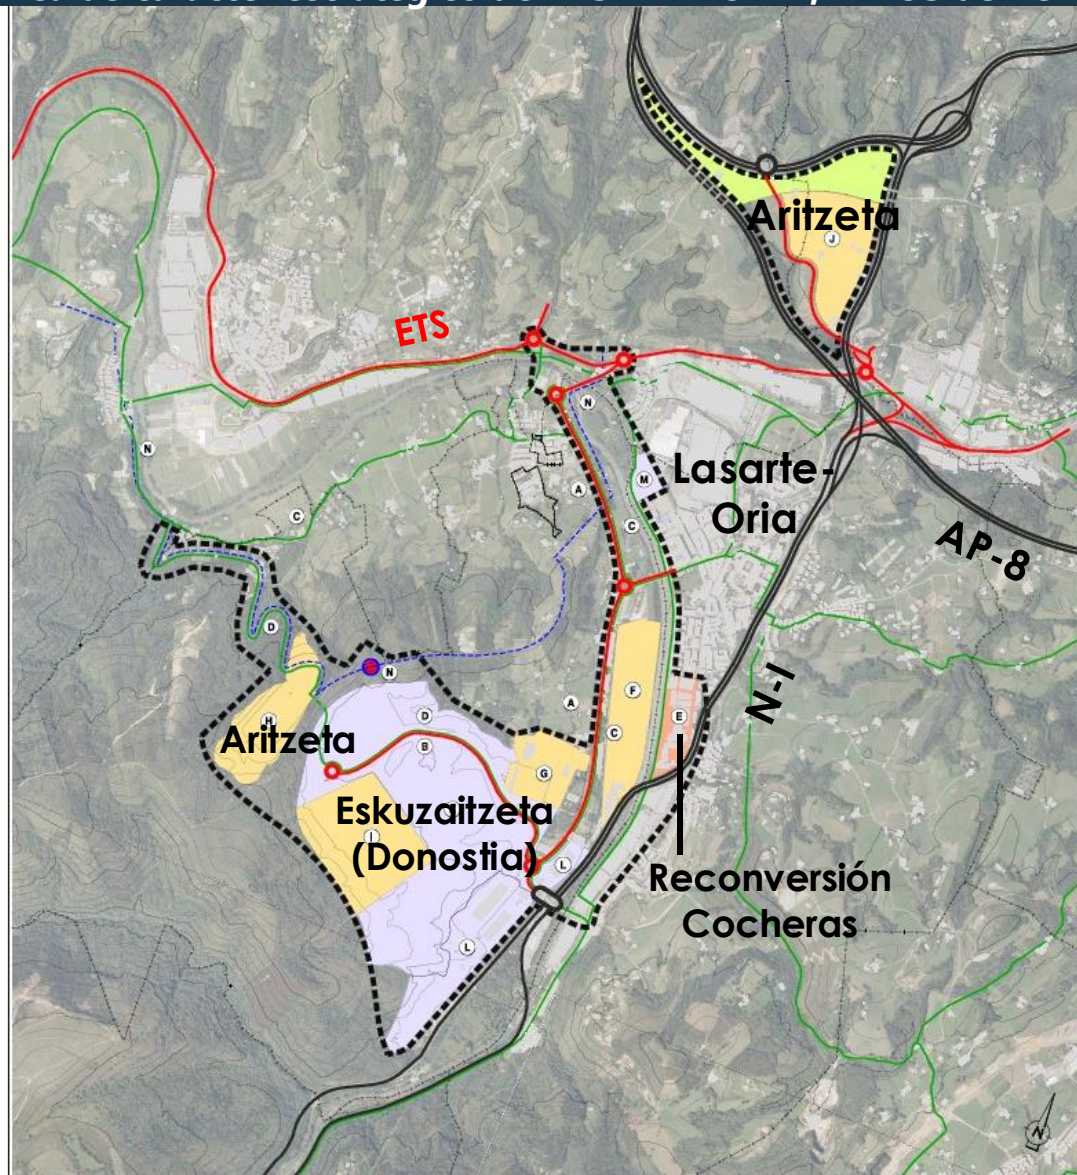 Aritzeta
J
ETS
N
N
Lasarte-
Oria
M
A
C
C
AP-8
D
N
N-I
F
H
D
A
E
Aritzeta
B
C
G
Eskuzaitzeta
(Donostia)
I
L
Reconversión
Cocheras
L
N